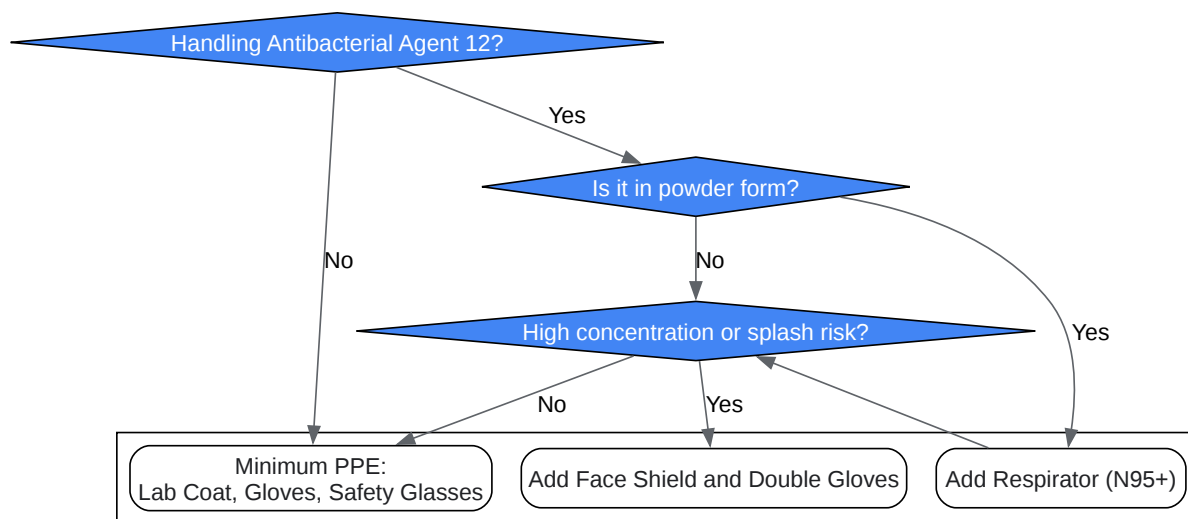 Handling Antibacterial Agent 12?
Yes
Is it in powder form?
No
No
High concentration or splash risk?
Yes
No
Yes
Minimum PPE:
Lab Coat, Gloves, Safety Glasses
Add Face Shield and Double Gloves
Add Respirator (N95+)